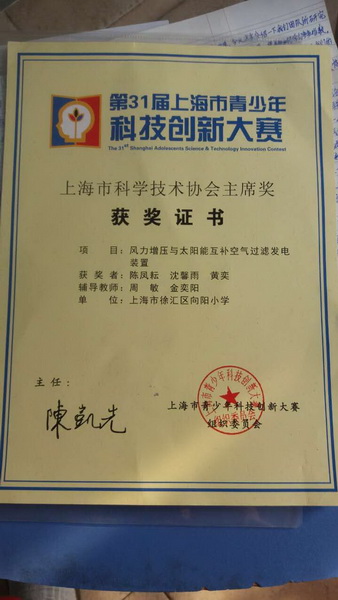 第31届上海市青少年
科技创新大赛
The 31st Shanghai Adolescents Science & Technology Innovation Contest
上海市科学技术协会主席奖
获奖证书
项 目：风力增压与太阳能互补空气过滤发电
装置
获 奖 者：陈凤耘 沈馨雨 黄奕
辅导教师：周 敏 金奕阳
单 位：上海市徐汇区向阳小学
主任：
陳凱先
上海市青少年科技创新大赛
组织委员会